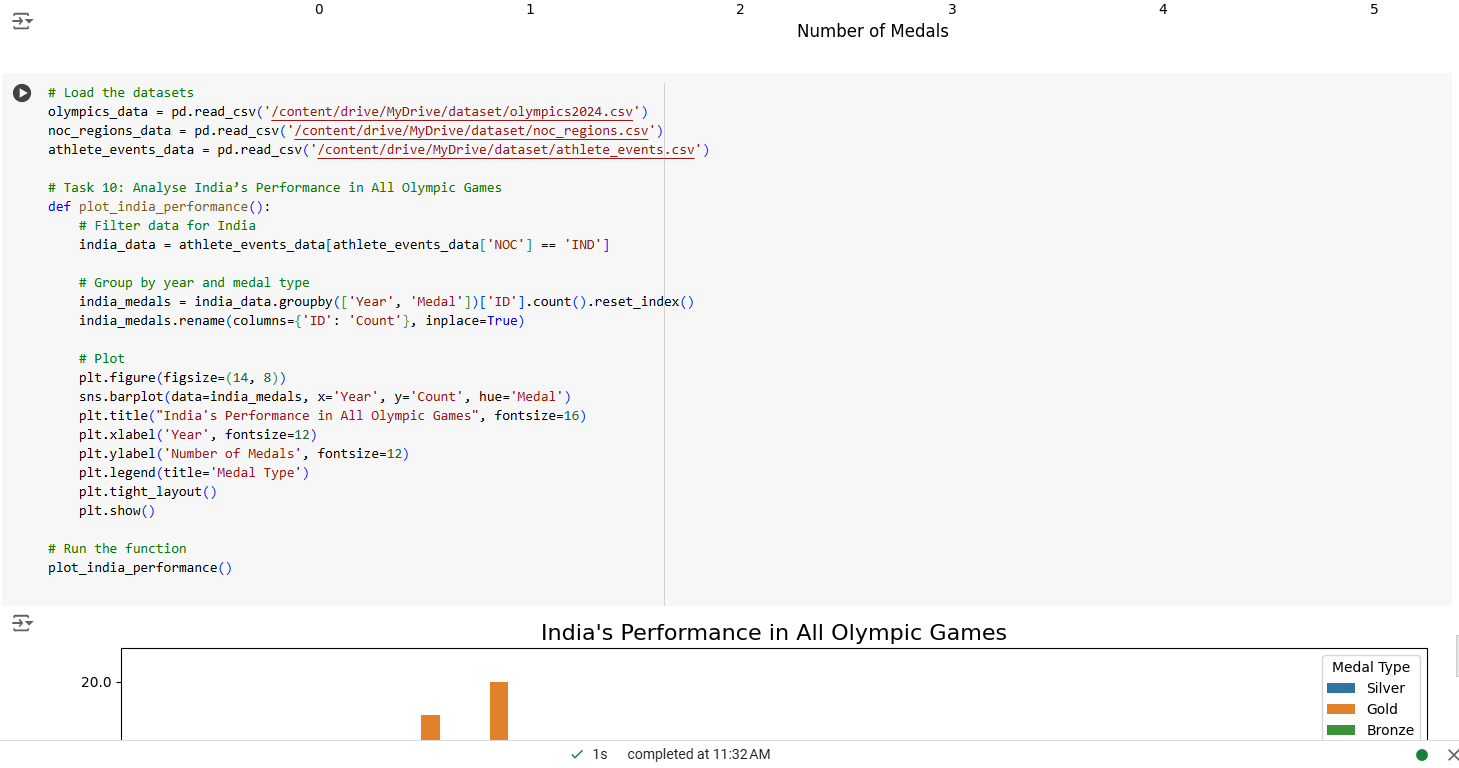 0 1 2 3 4 5
Number of Medals
# Load the datasets
olympics_data = pd.read_csv('/content/drive/MyDrive/dataset/olympics2024.csv')
noc_regions_data = pd.read_csv('/content/drive/MyDrive/dataset/noc_regions.csv')
athlete_events_data = pd.read_csv('/content/drive/MyDrive/dataset/athlete_events.csv')
# Task 10: Analyse India’s Performance in All Olympic Games
def plot_india_performance():
    # Filter data for India
    india_data = athlete_events_data[athlete_events_data['NOC'] == 'IND']
    # Group by year and medal type
    india_medals = india_data.groupby(['Year', 'Medal'])['ID'].count().reset_index()
    india_medals.rename(columns={'ID': 'Count'}, inplace=True)
    # Plot
    plt.figure(figsize=(14, 8))
    sns.barplot(data=india_medals, x='Year', y='Count', hue='Medal')
    plt.title("India's Performance in All Olympic Games", fontsize=16)
    plt.xlabel('Year', fontsize=12)
    plt.ylabel('Number of Medals', fontsize=12)
    plt.legend(title='Medal Type')
    plt.tight_layout()
    plt.show()
# Run the function
plot_india_performance()
India's Performance in All Olympic Games
Medal Type
20.0
Silver
Gold
Bronze
1s completed at 11:32 AM